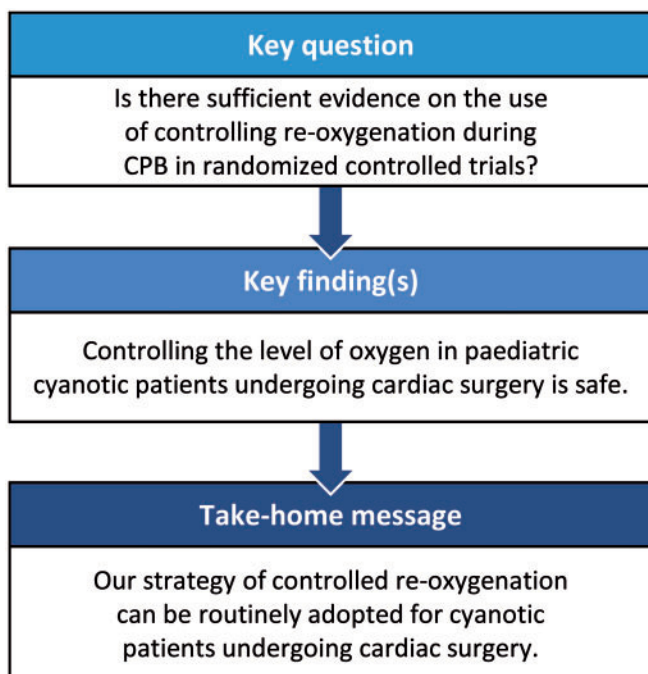 Key question
Is there sufficient evidence on the use
of controlling re-oxygenation during
CPB in randomized controlled trials?
Key finding(s)
Controlling the level of oxygen in paediatric
cyanotic patients undergoing cardiac surgery is safe.
Take-home message
Our strategy of controlled re-oxygenation
can be routinely adopted for cyanotic
patients undergoing cardiac surgery.